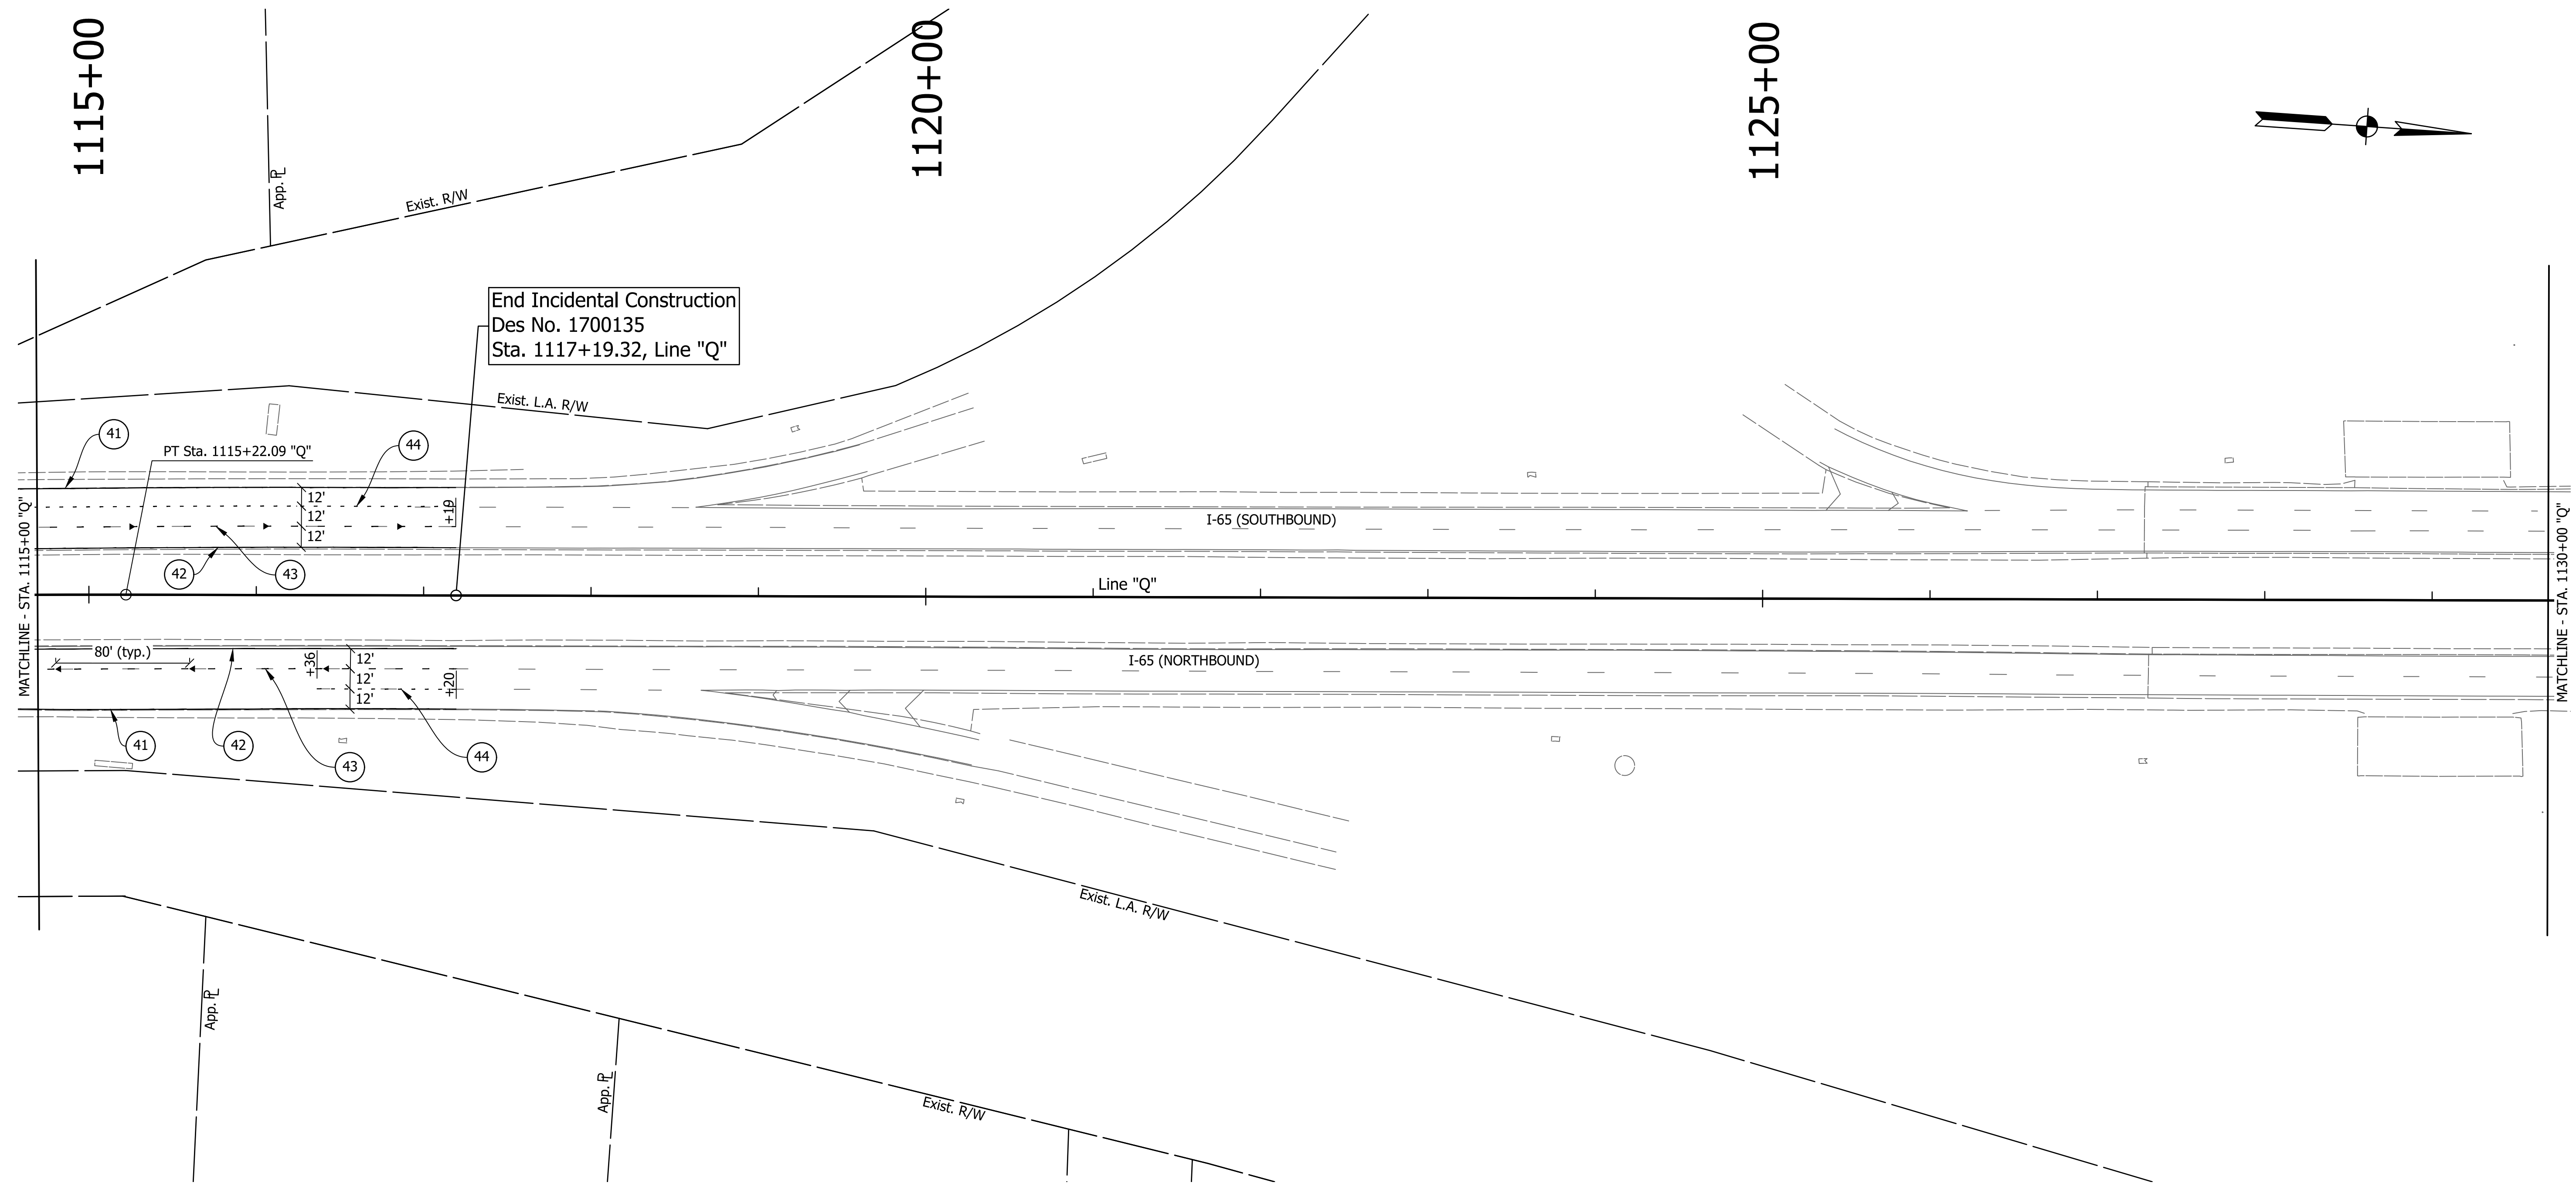 1115+00
1120+00
1125+00
App. PL
Exist. R/W
End Incidental Construction
Des No. 1700135
Sta. 1117+19.32, Line "Q"
Exist. L.A. R/W
41
PT Sta. 1115+22.09 "Q"
44
12'
12'
12'
+19
I-65 (SOUTHBOUND)
42
43
Line "Q"
MATCHLINE - STA. 1115+00 "Q"
MATCHLINE - STA. 1130+00 "Q"
80' (typ.)
+36
12'
12'
12'
+20
I-65 (NORTHBOUND)
41
42
43
44
Exist. L.A. R/W
App. PL
App. PL
Exist. R/W